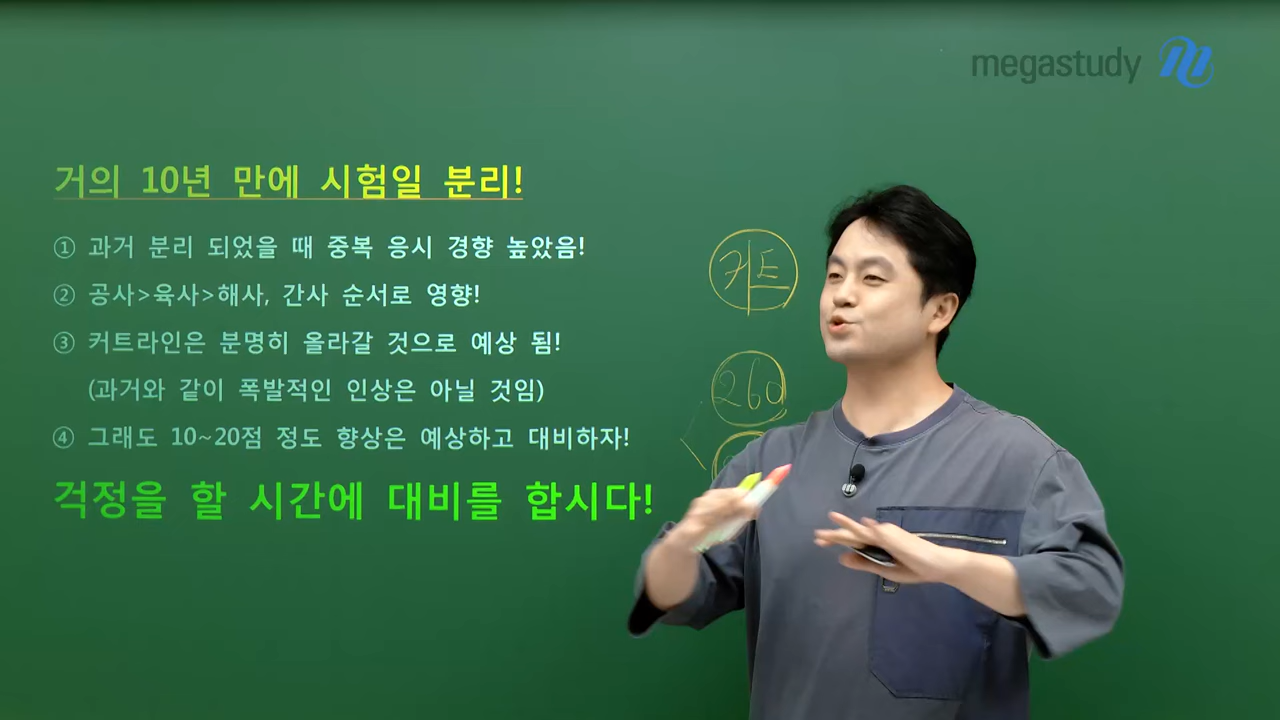 megastudy
거의 10년 만에 시험일 분리!
① 과거 분리 되었을 때 중복 응시 경향 높았음!
② 공사>육사>해사, 간사 순서로 영향!
③ 커트라인은 분명히 올라갈 것으로 예상 됨!
(과거와 같이 폭발적인 인상은 아닐 것임)
④ 그래도 10~20점 정도 향상은 예상하고 대비하자!
걱정을 할 시간에 대비를 합시다!
커트
260